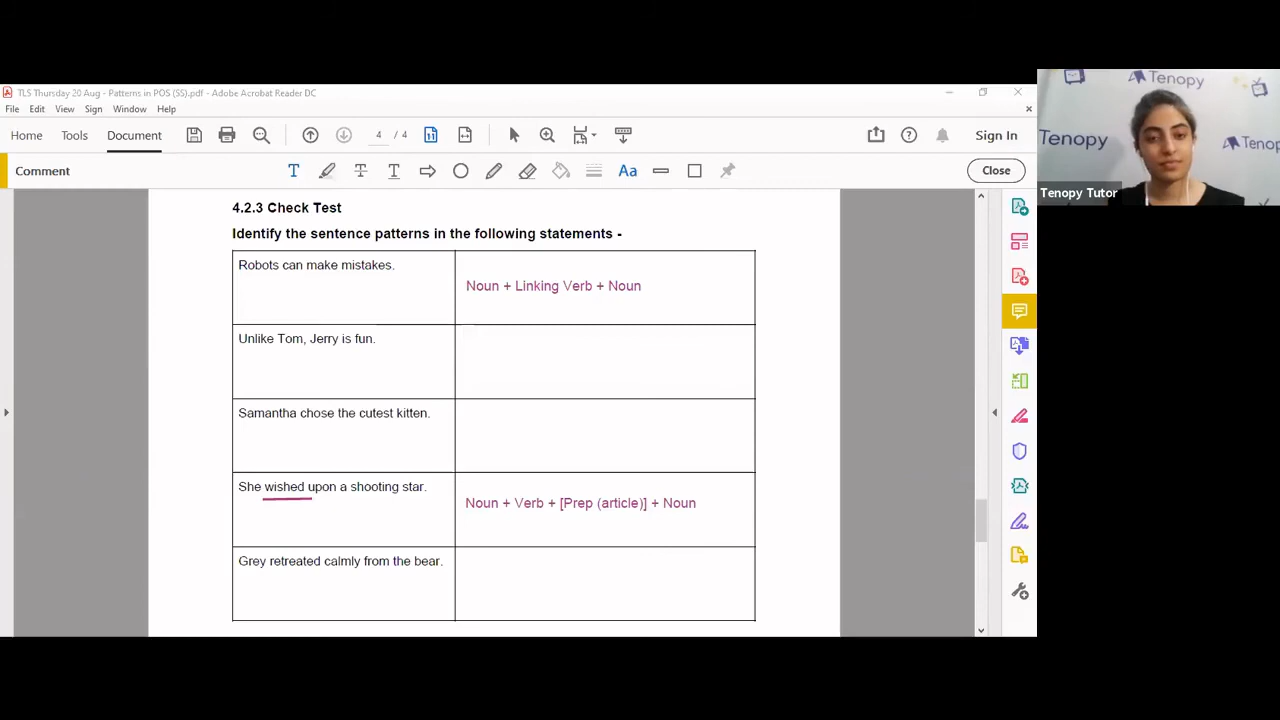 TLS Thursday 20 Aug - Patterns in POS (SS).pdf - Adobe Acrobat Reader DC
File Edit View Sign Window Help
Home Tools Document 4 / 4 Sign In
Comment Close
4.2.3 Check Test
Identify the sentence patterns in the following statements -
Robots can make mistakes.
Noun + Linking Verb + Noun
Unlike Tom, Jerry is fun.
Samantha chose the cutest kitten.
She wished upon a shooting star.
Noun + Verb + [Prep (article)] + Noun
Grey retreated calmly from the bear.
Tenopy
Tenopy
Tenopy
Tenopy Tutor